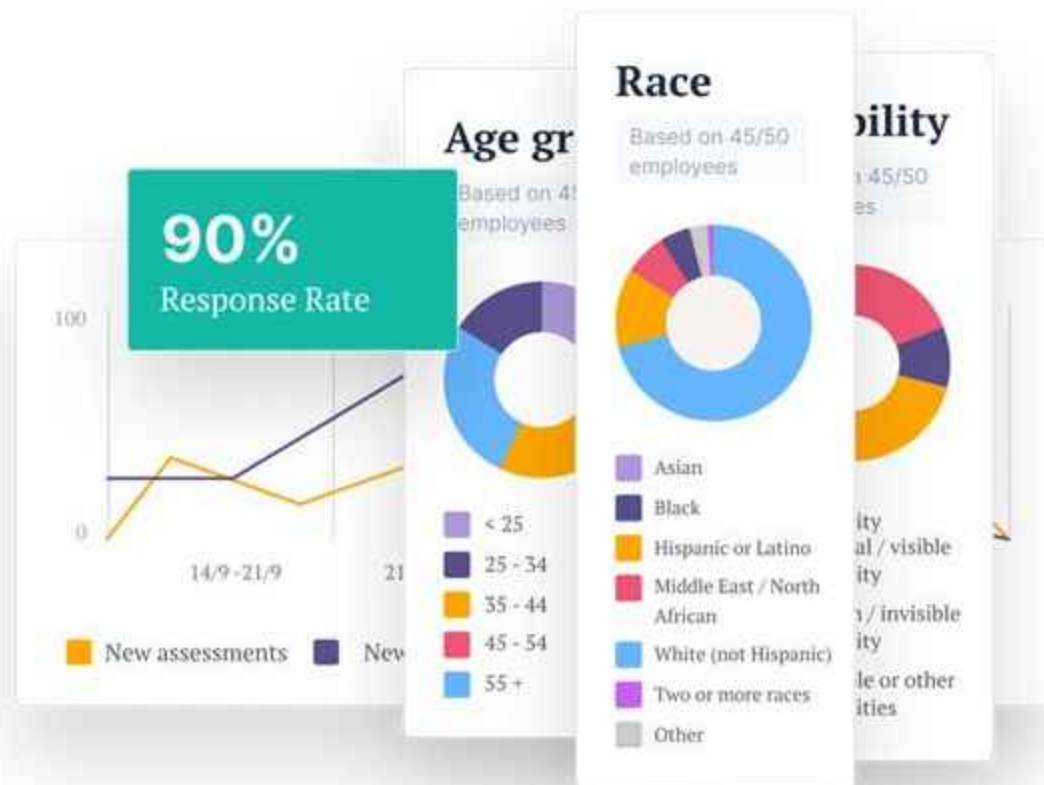 90%
Response Rate
100
0
14/9 -21/9
New assessments
New
Age gr
Based on 45
employees
< 25
25 - 34
35 - 44
45 - 54
55 +
Race
Based on 45/50
employees
Asian
Black
Hispanic or Latino
Middle East / North
African
White (not Hispanic)
Two or more races
Other
bility
45/50
es
ity
al / visible
ity
/ invisible
ity
le or other
ities